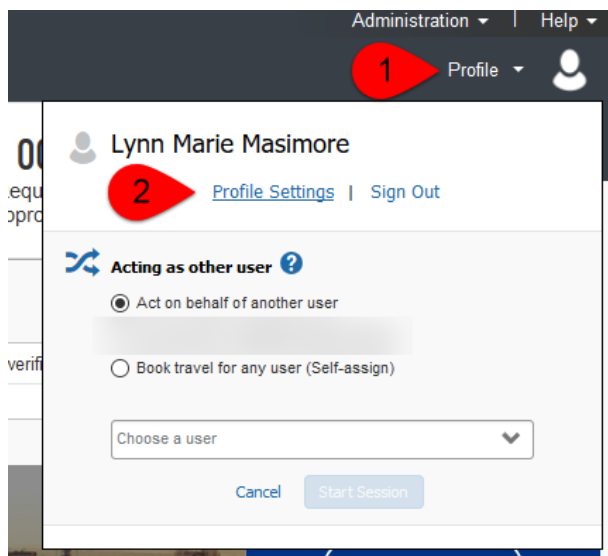 Administration | Help
1 Profile
Lynn Marie Masimore
2 Profile Settings | Sign Out
Acting as other user ?
Act on behalf of another user
Book travel for any user (Self-assign)
Choose a user
Cancel Start Session
verifi